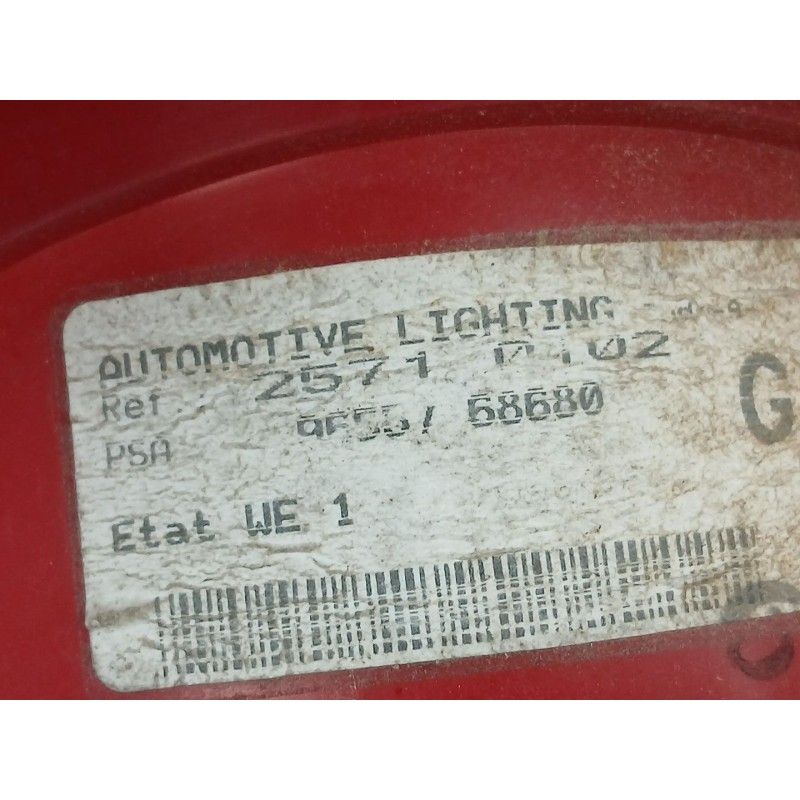 AUTOMOTIVE LIGHTING
Ref.: 2571
PSA 68680
G
Etat WE 1